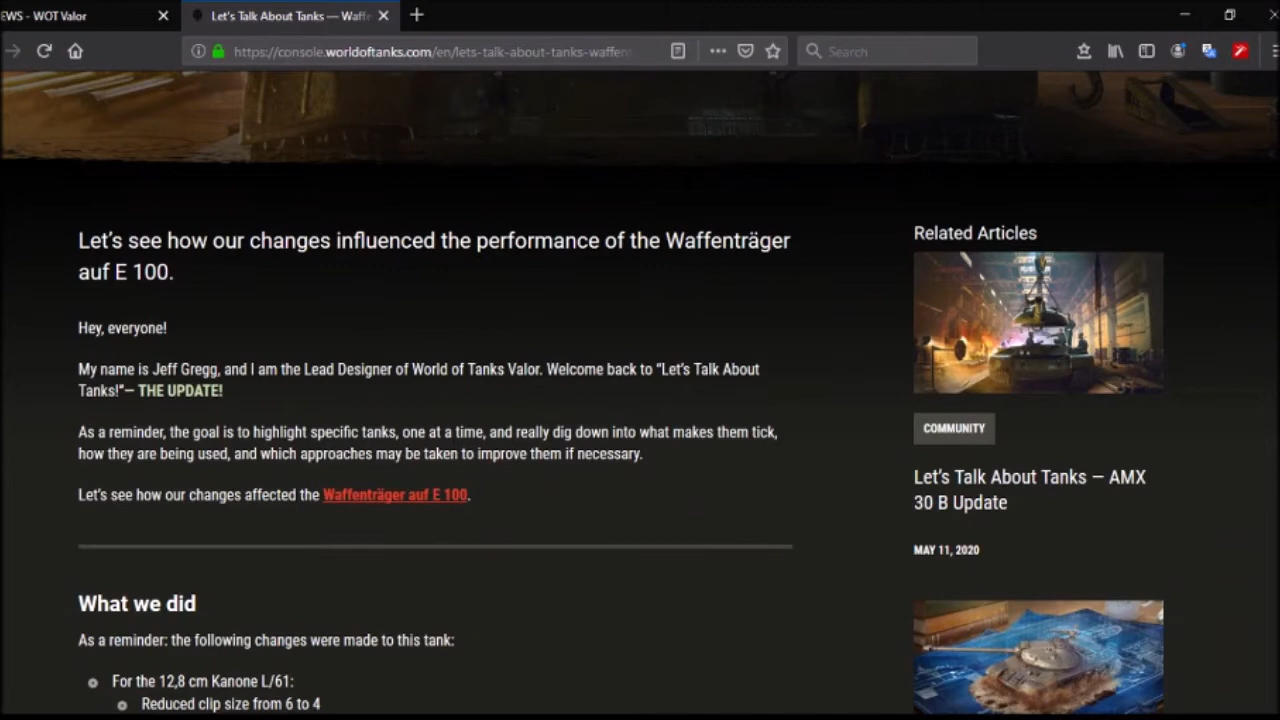 EWS - WOT Valor
Let's Talk About Tanks — Waffe
https://console.worldoftanks.com/en/lets-talk-about-tanks-waffen
Search
Let's see how our changes influenced the performance of the Waffenträger
auf E 100.
Related Articles
Hey, everyone!
My name is Jeff Gregg, and I am the Lead Designer of World of Tanks Valor. Welcome back to “Let's Talk About
Tanks!”– THE UPDATE!
As a reminder, the goal is to highlight specific tanks, one at a time, and really dig down into what makes them tick,
how they are being used, and which approaches may be taken to improve them if necessary.
Let's see how our changes affected the Waffenträger auf E 100.
COMMUNITY
Let's Talk About Tanks — AMX
30 B Update
MAY 11, 2020
What we did
As a reminder: the following changes were made to this tank:
For the 12,8 cm Kanone L/61:
Reduced clip size from 6 to 4